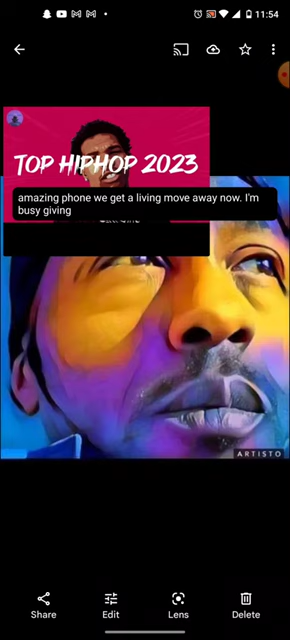 11:54
TOP HIPHOP 2023
amazing phone we get a living move away now. I'm
busy giving
ARTISTO
Share
Edit
Lens
Delete